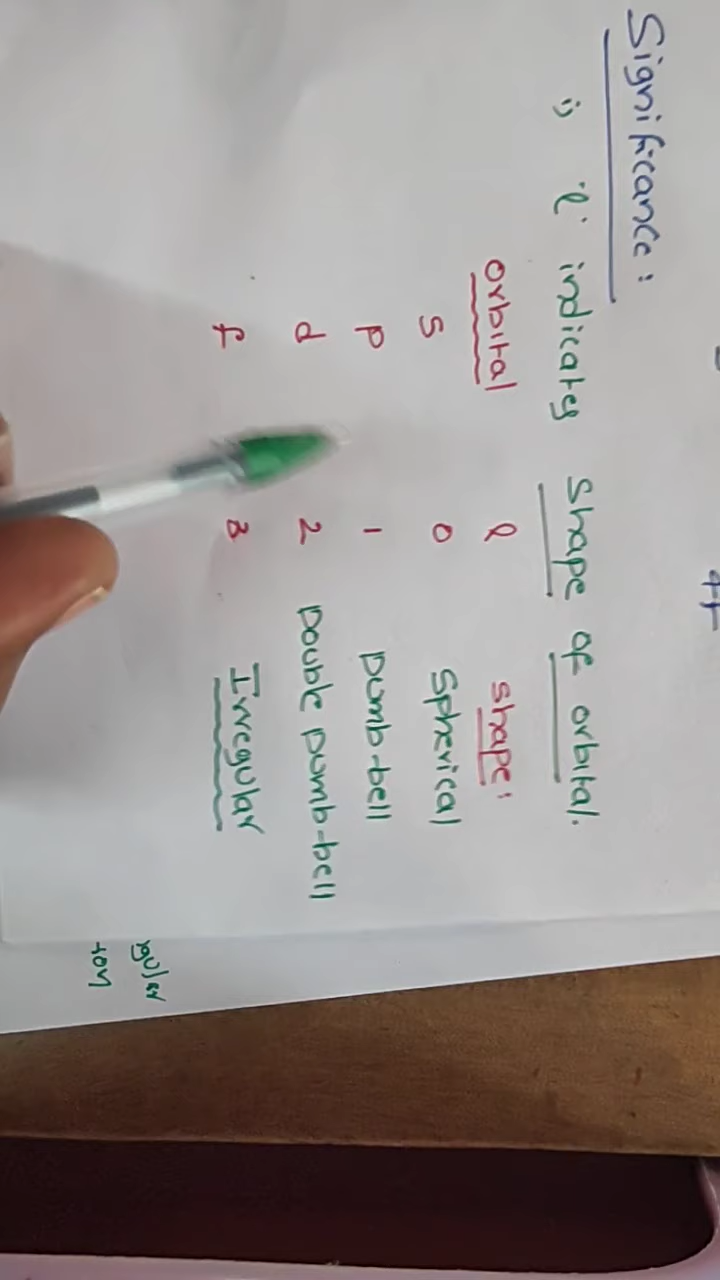 Significance:
i) 'l' indicates Shape of orbital.
orbital l shape:
s 0 Spherical
p 1 Dumb-bell
d 2 Double Dumb-bell
f 3 Irregular